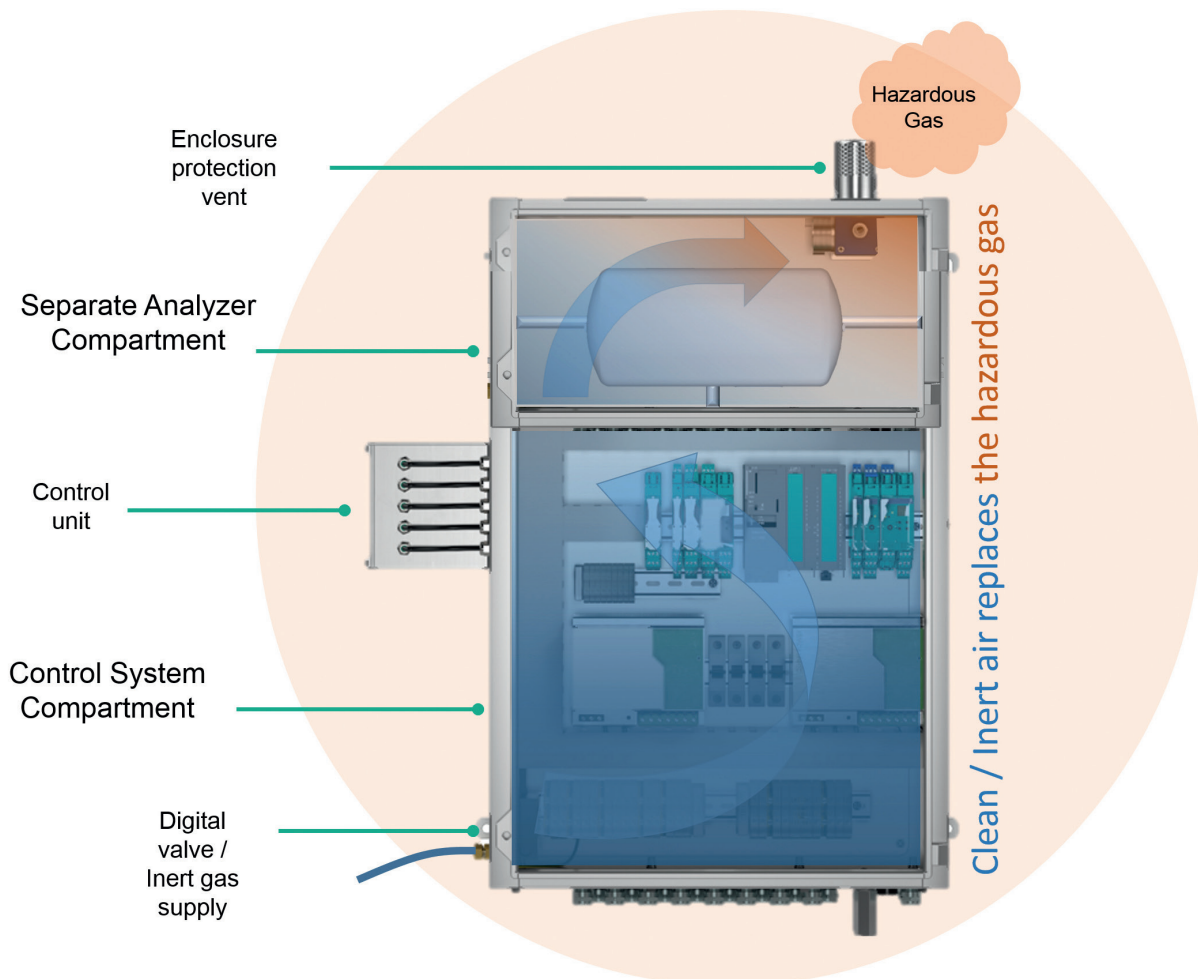 Hazardous
Gas
Enclosure
protection
vent
Separate Analyzer
Compartment
Control
unit
Control System
Compartment
Digital
valve /
Inert gas
supply
Clean / Inert air replaces the hazardous gas